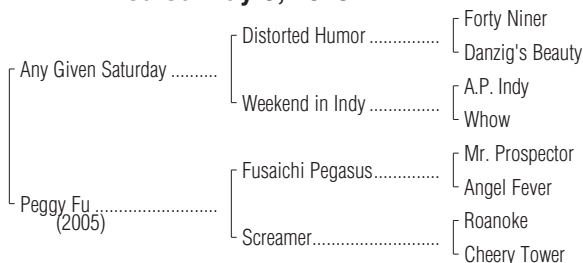 Forty Niner
Distorted Humor ...............
Danzig's Beauty
Any Given Saturday ..........
A.P. Indy
Weekend in Indy ...............
Whow
Mr. Prospector
Fusaichi Pegasus..............
Angel Fever
Peggy Fu ..........................
(2005)
Roanoke
Screamer...........................
Cheery Tower